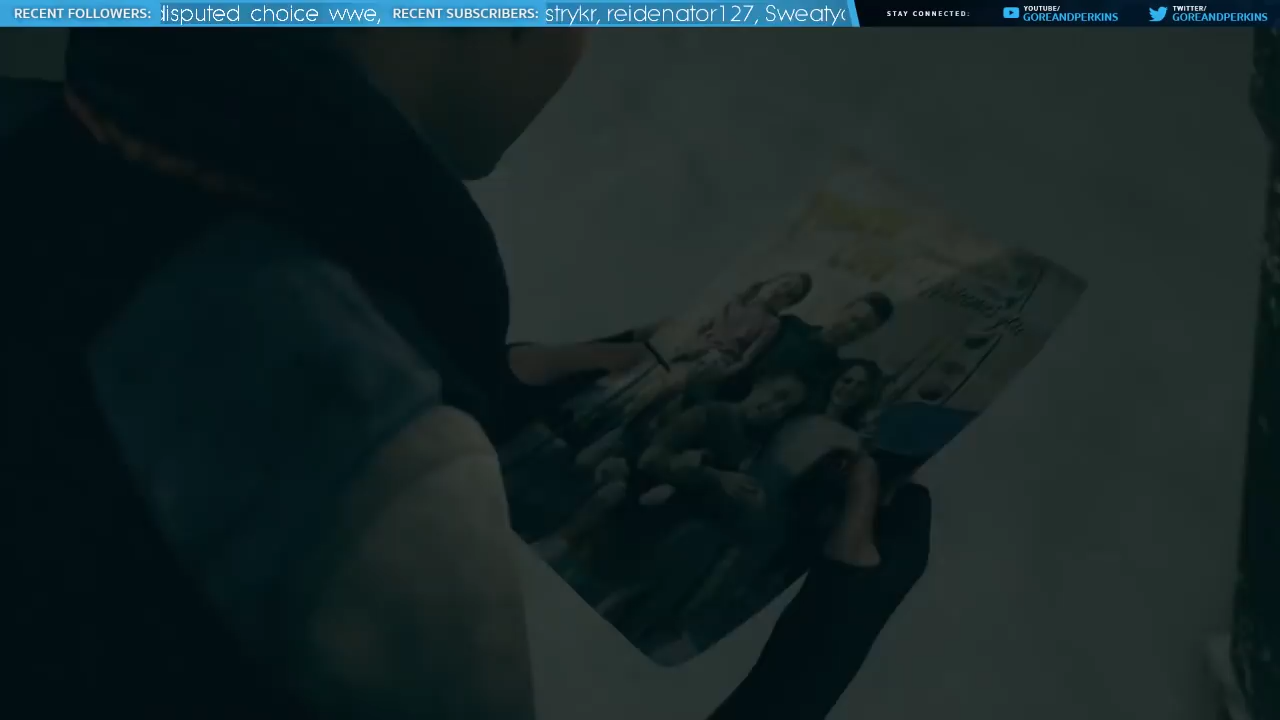 RECENT FOLLOWERS: disputed choice wwe, RECENT SUBSCRIBERS: strykr, reidenator127, STAY CONNECTED: YOUTUBE/ GOREANDPERKINS TWITTER/ GOREANDPERKINS